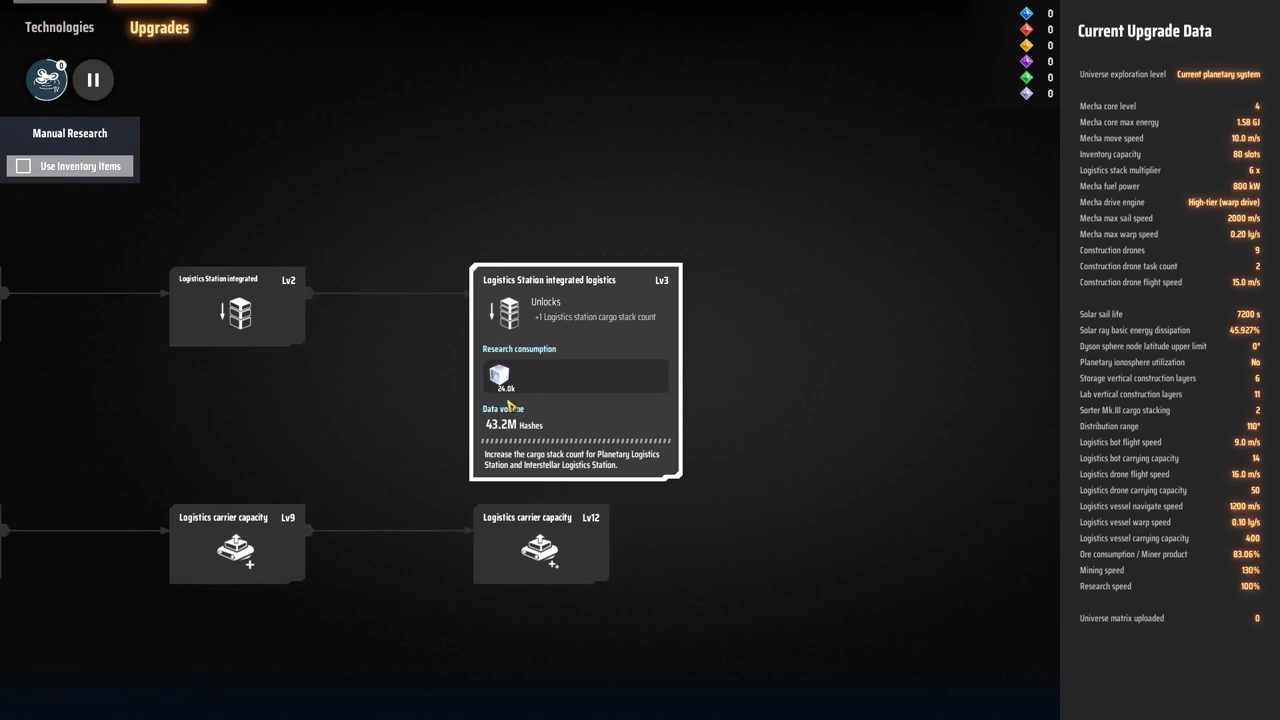 Technologies
Upgrades
0
Manual Research
Use Inventory Items
0
0
0
0
0
0
Logistics Station integrated Lv2
Logistics Station integrated logistics Lv3
Unlocks
+1 Logistics station cargo stack count
Research consumption
24.0k
Data volume
43.2M Hashes
Increase the cargo stack count for Planetary Logistics
Station and Interstellar Logistics Station.
Logistics carrier capacity Lv9
Logistics carrier capacity Lv12
Current Upgrade Data
Universe exploration level Current planetary system
Mecha core level 4
Mecha core max energy 1.58 GJ
Mecha move speed 10.0 m/s
Inventory capacity 80 slots
Logistics stack multiplier 6 x
Mecha fuel power 800 kW
Mecha drive engine High-tier (warp drive)
Mecha max sail speed 2000 m/s
Mecha max warp speed 0.20 ly/s
Construction drones 9
Construction drone task count 2
Construction drone flight speed 15.0 m/s
Solar sail life 7200 s
Solar ray basic energy dissipation 45.927%
Dyson sphere node latitude upper limit 0°
Planetary ionosphere utilization No
Storage vertical construction layers 6
Lab vertical construction layers 11
Sorter Mk.III cargo stacking 2
Distribution range 110°
Logistics bot flight speed 9.0 m/s
Logistics bot carrying capacity 14
Logistics drone flight speed 16.0 m/s
Logistics drone carrying capacity 50
Logistics vessel navigate speed 1200 m/s
Logistics vessel warp speed 0.10 ly/s
Logistics vessel carrying capacity 400
Ore consumption / Miner product 83.06%
Mining speed 130%
Research speed 100%
Universe matrix uploaded 0